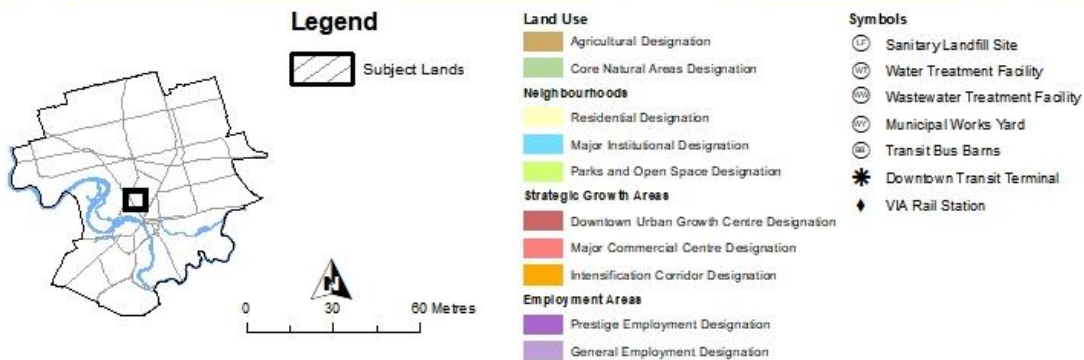 Legend
Subject Lands
N
0 30 60 Metres
Land Use
Agricultural Designation
Core Natural Areas Designation
Neighbourhoods
Residential Designation
Major Institutional Designation
Parks and Open Space Designation
Strategic Growth Areas
Downtown Urban Growth Centre Designation
Major Commercial Centre Designation
Intensification Corridor Designation
Employment Areas
Prestige Employment Designation
General Employment Designation
Symbols
LF Sanitary Landfill Site
WT Water Treatment Facility
WW Wastewater Treatment Facility
WY Municipal Works Yard
BB Transit Bus Barns
Downtown Transit Terminal
VIA Rail Station